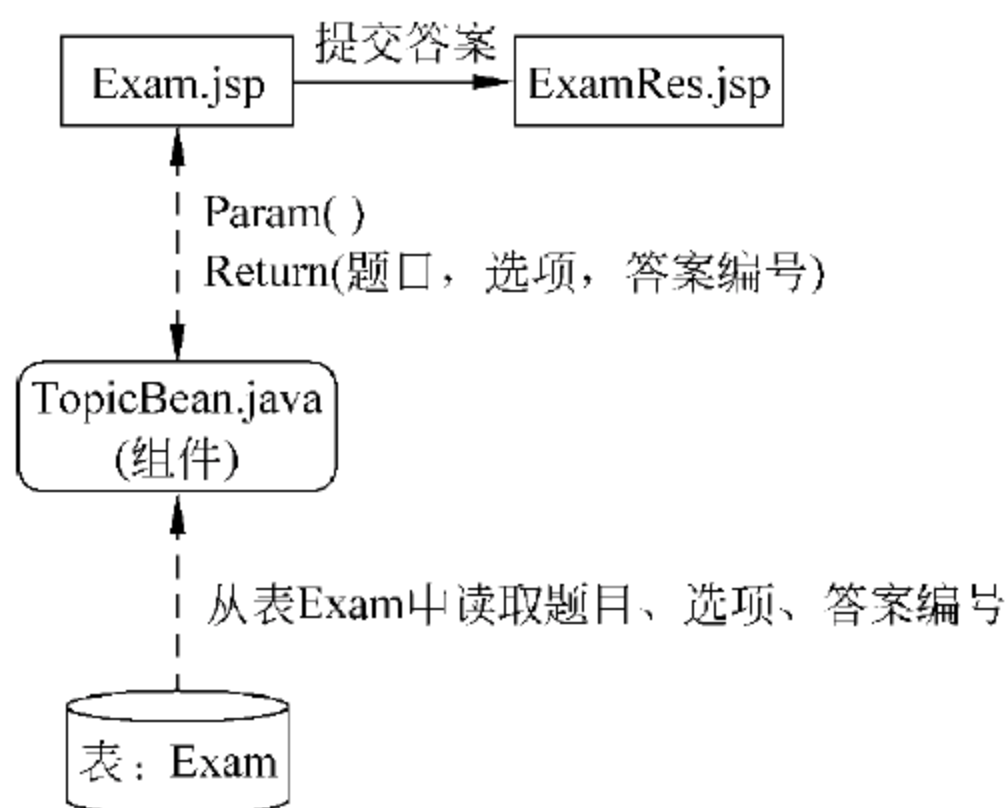 提交答案
Exam.jsp
ExamRes.jsp
Param( )
Return(题目，选项，答案编号)
TopicBean.java
(组件)
从表Exam中读取题目、选项、答案编号
表：Exam